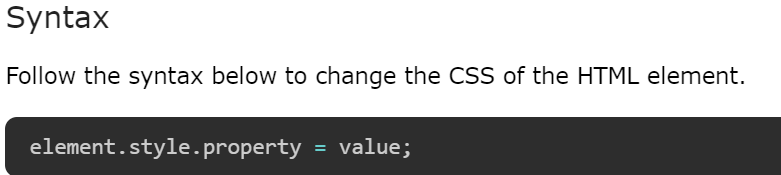 Syntax
Follow the syntax below to change the CSS of the HTML element.
element.style.property = value;